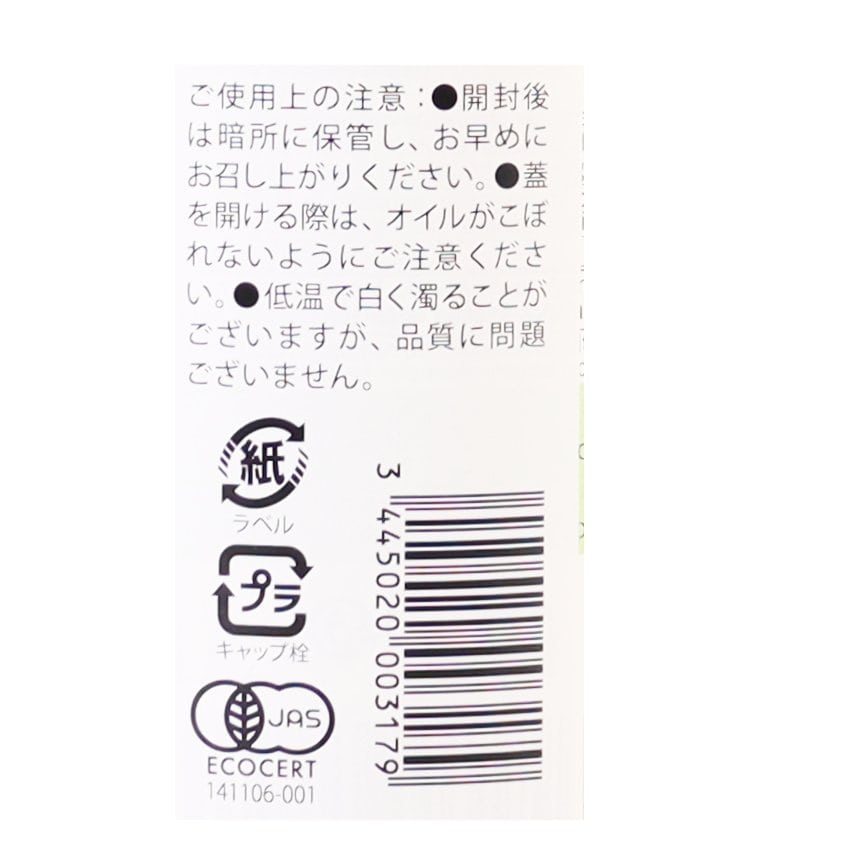 ご使用上の注意：●開封後
は暗所に保管し、お早めに
お召し上がりください。●蓋
を開ける際は、オイルがこぼ
れないようにご注意くださ
い。●低温で白く濁ることが
ございますが、品質に問題
ございません。
紙
ラベル
プラ
キャップ栓
JAS
ECOCERT
141106-001
3 445020 003179